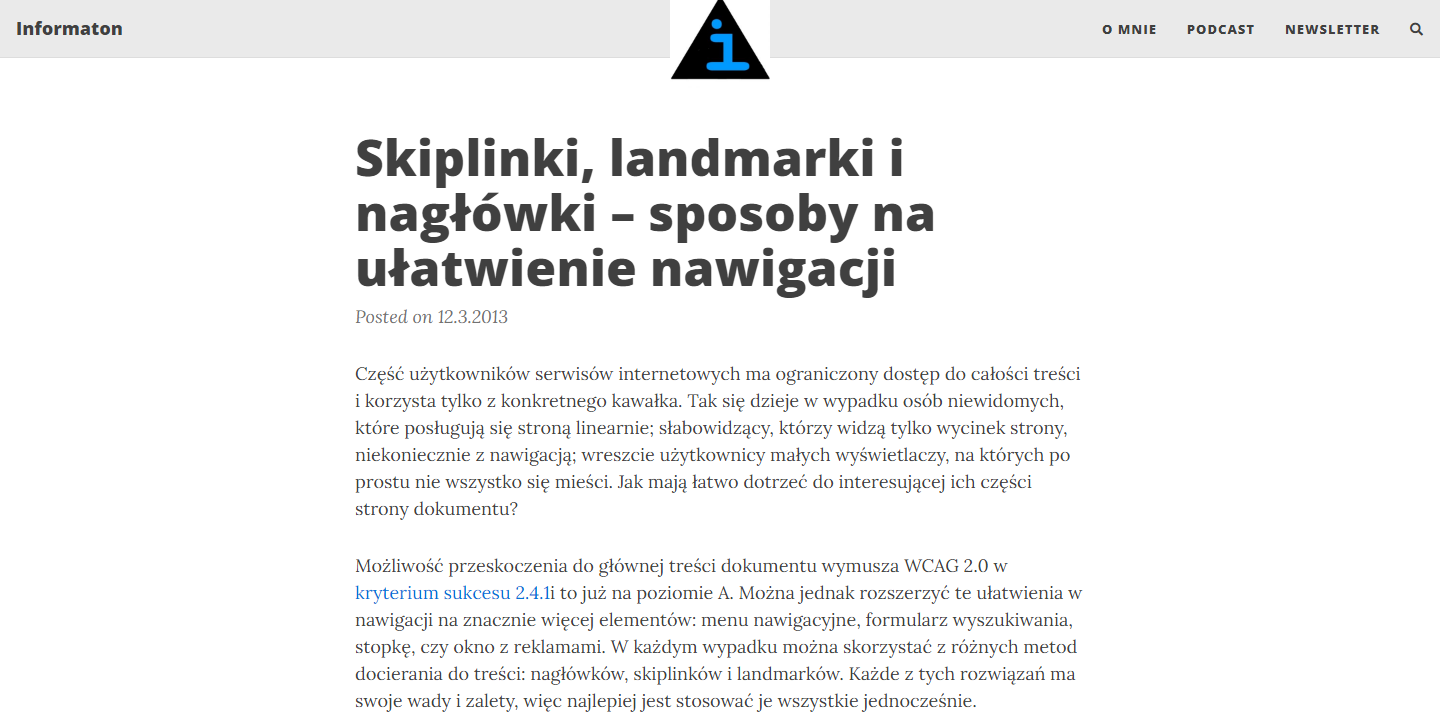 Informaton
i
O MNIE
PODCAST
NEWSLETTER
Skiplinki, landmarki i
nagłówki – sposoby na
ułatwienie nawigacji
Posted on 12.3.2013
Część użytkowników serwisów internetowych ma ograniczony dostęp do całości treści
i korzysta tylko z konkretnego kawałka. Tak się dzieje w wypadku osób niewidomych,
które posługują się stroną linearnie; słabowidzący, którzy widzą tylko wycinek strony,
niekoniecznie z nawigacją; wreszcie użytkownicy małych wyświetlaczy, na których po
prostu nie wszystko się mieści. Jak mają łatwo dotrzeć do interesującej ich części
strony dokumentu?
Możliwość przeskoczenia do głównej treści dokumentu wymusza WCAG 2.0 w
kryterium sukcesu 2.4.1i to już na poziomie A. Można jednak rozszerzyć te ułatwienia w
nawigacji na znacznie więcej elementów: menu nawigacyjne, formularz wyszukiwania,
stopkę, czy okno z reklamami. W każdym wypadku można skorzystać z różnych metod
docierania do treści: nagłówków, skiplinków i landmarków. Każde z tych rozwiązań ma
swoje wady i zalety, więc najlepiej jest stosować je wszystkie jednocześnie.